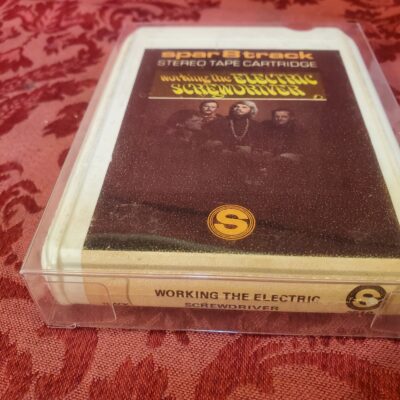 spar 8 track
STEREO TAPE CARTRIDGE
working the ELECTRIC
SCREWDRIVER
S
WORKING THE ELECTRIC
SCREWDRIVER
S